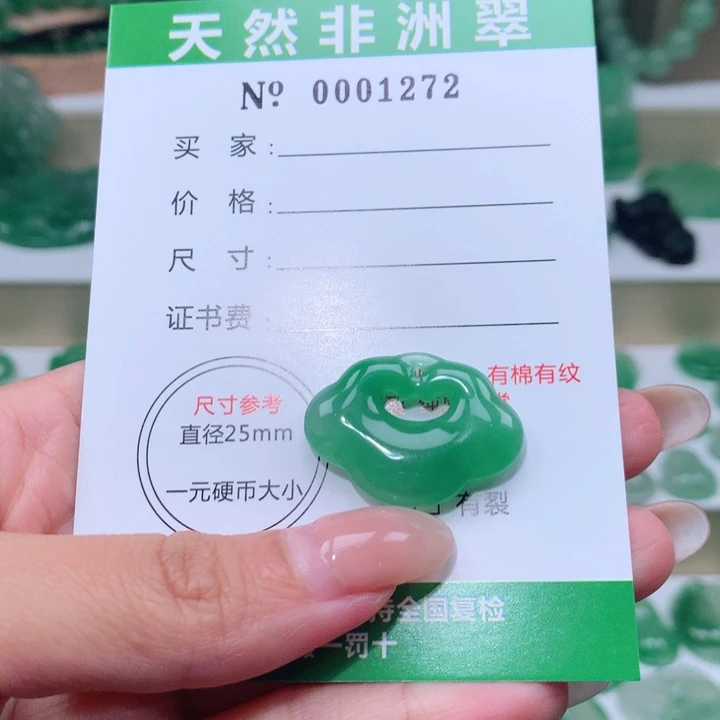 天然非洲翠
Nº 0001272
买 家：
价 格：
尺 寸：
证书费：
有棉有纹
尺寸参考
直径25mm
一元硬币大小
有裂
持全国复检
一罚十